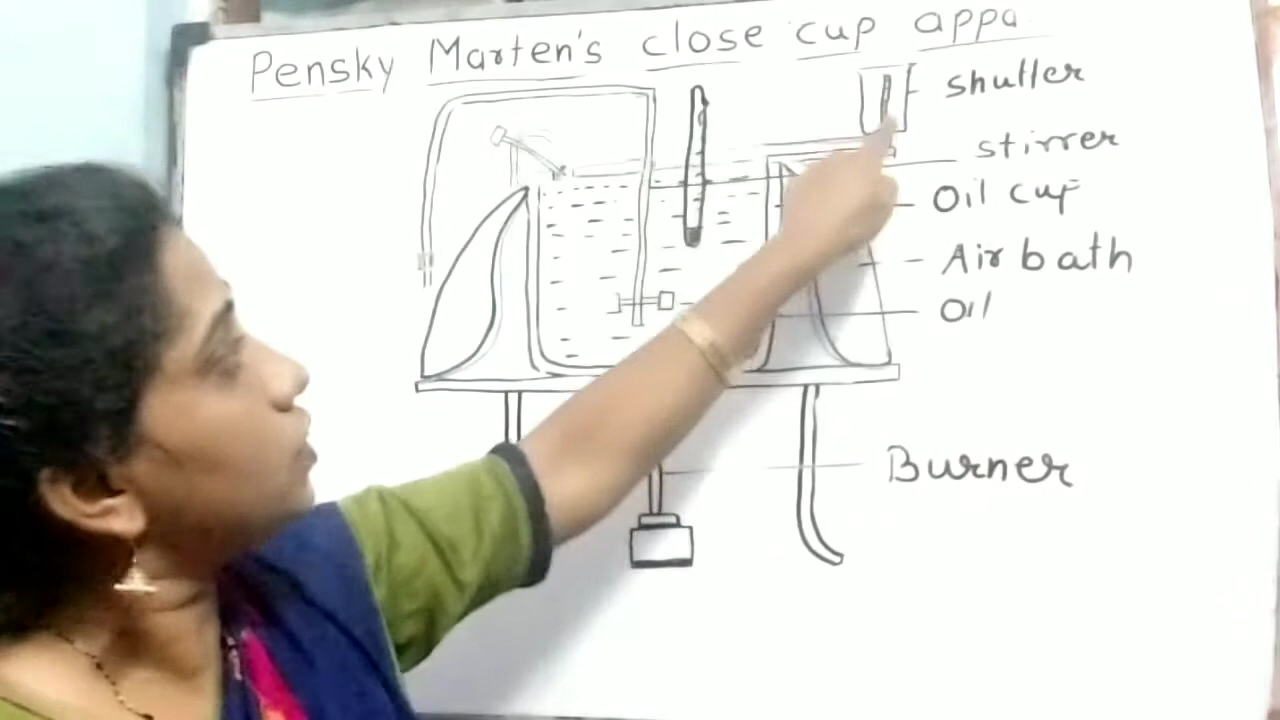 Pensky Marten's close cup appa
shutter
stirrer
Oil cup
Air bath
Oil
Burner